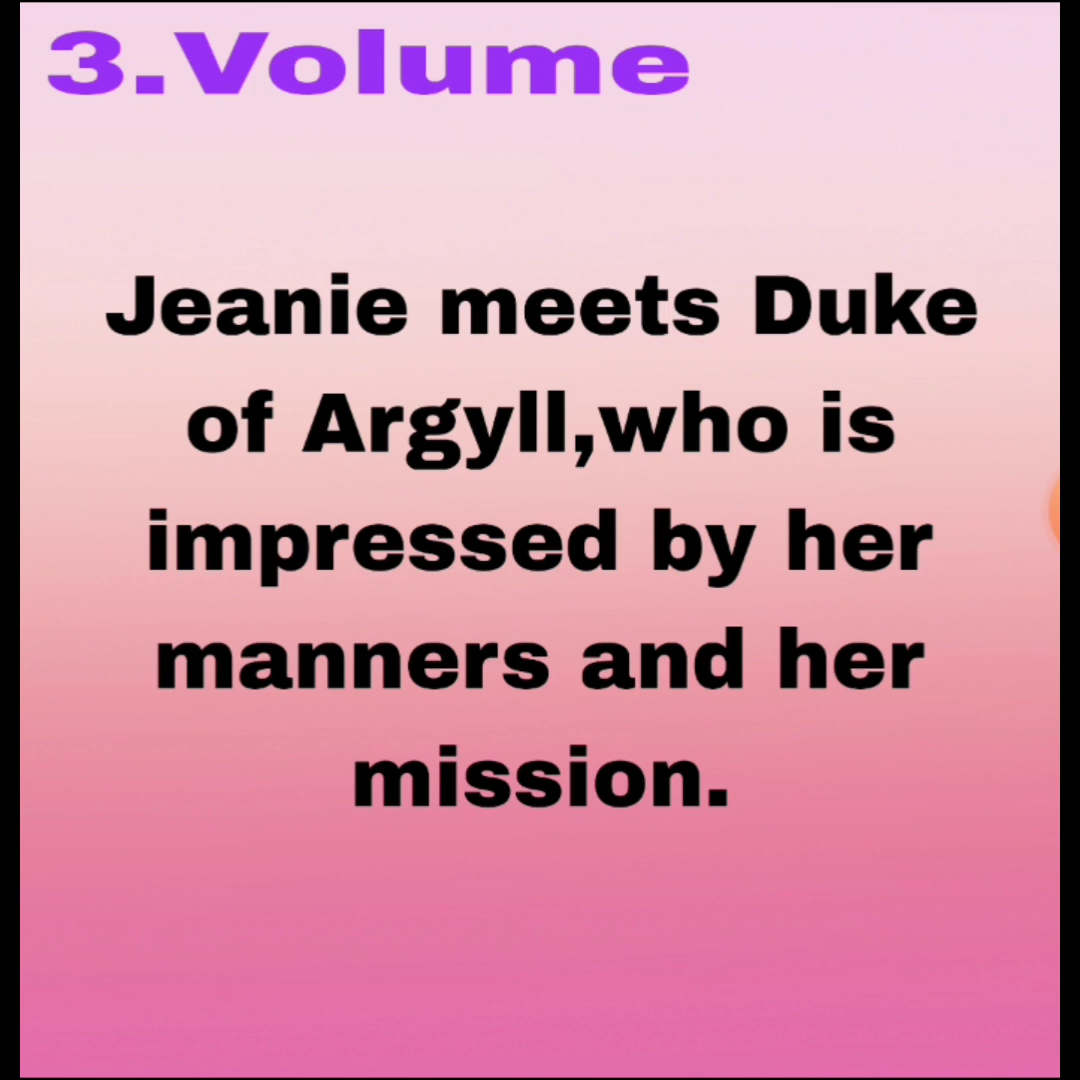 3.Volume
Jeanie meets Duke
of Argyll,who is
impressed by her
manners and her
mission.